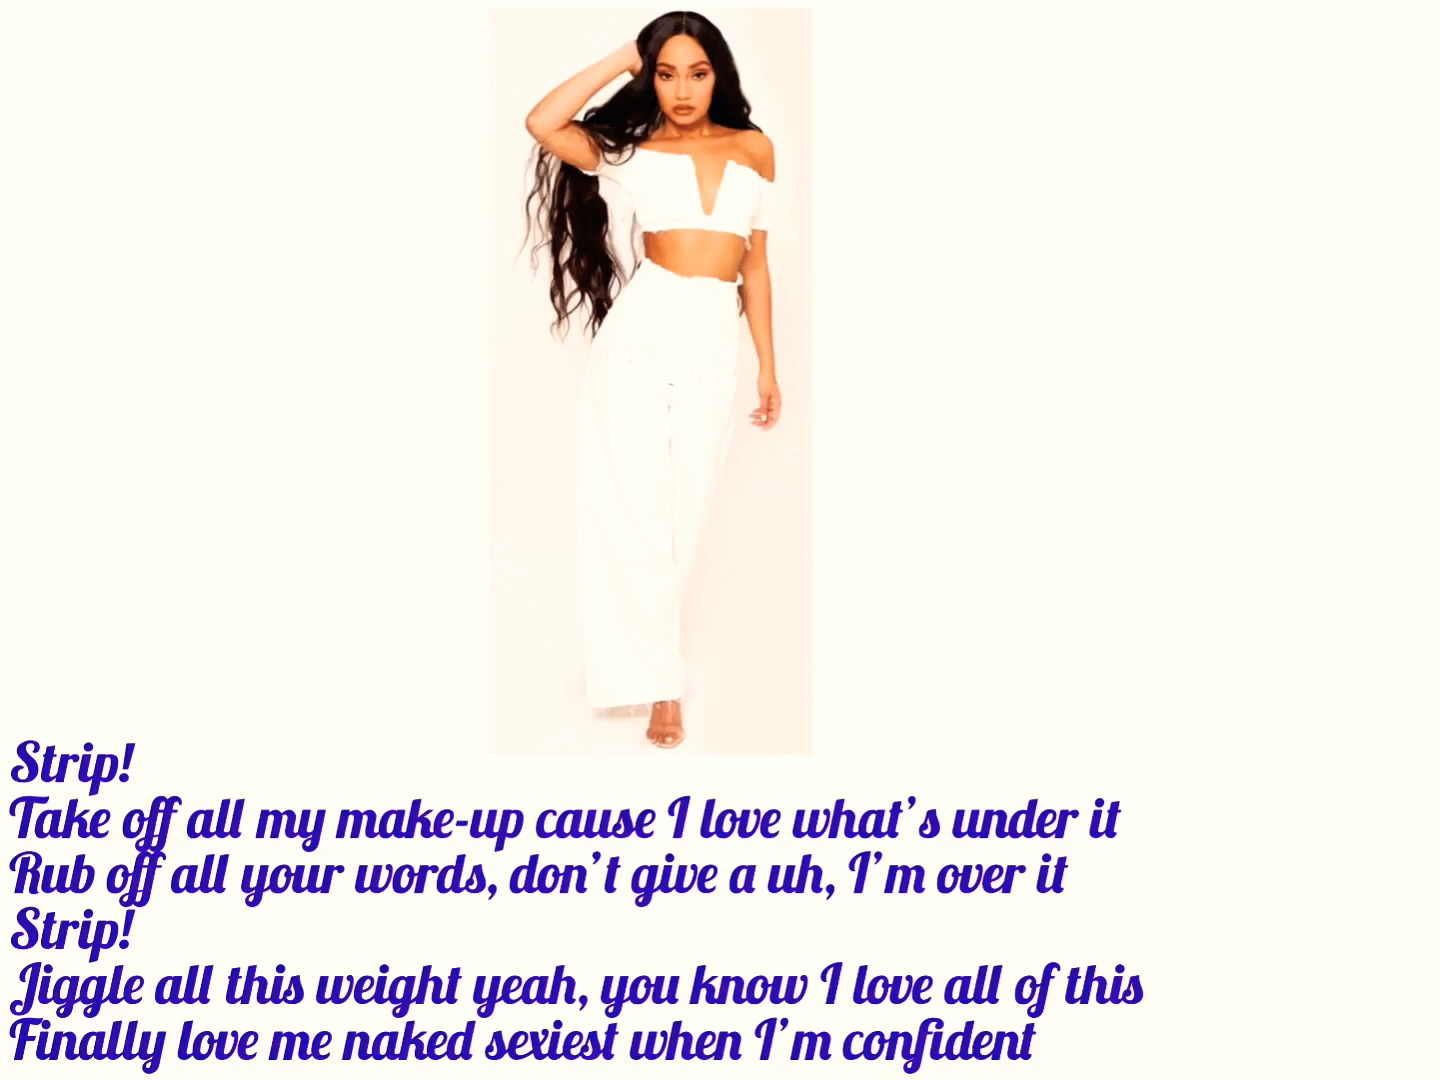 Strip!
Take off all my make-up cause I love what's under it
Rub off all your words, don't give a uh, I'm over it
Strip!
Jiggle all this weight yeah, you know I love all of this
Finally love me naked sexiest when I'm confident